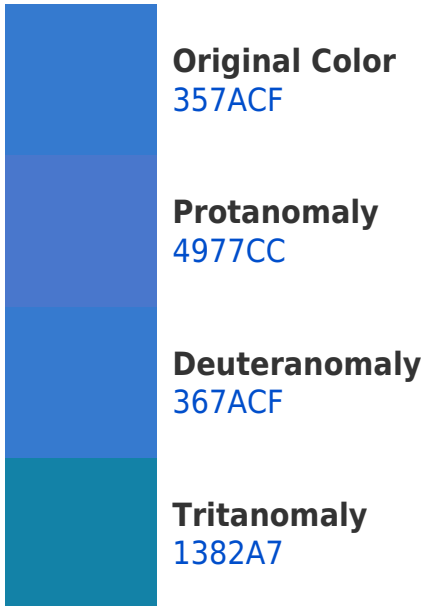 Original Color
357ACF
Protanomaly
4977CC
Deuteranomaly
367ACF
Tritanomaly
1382A7